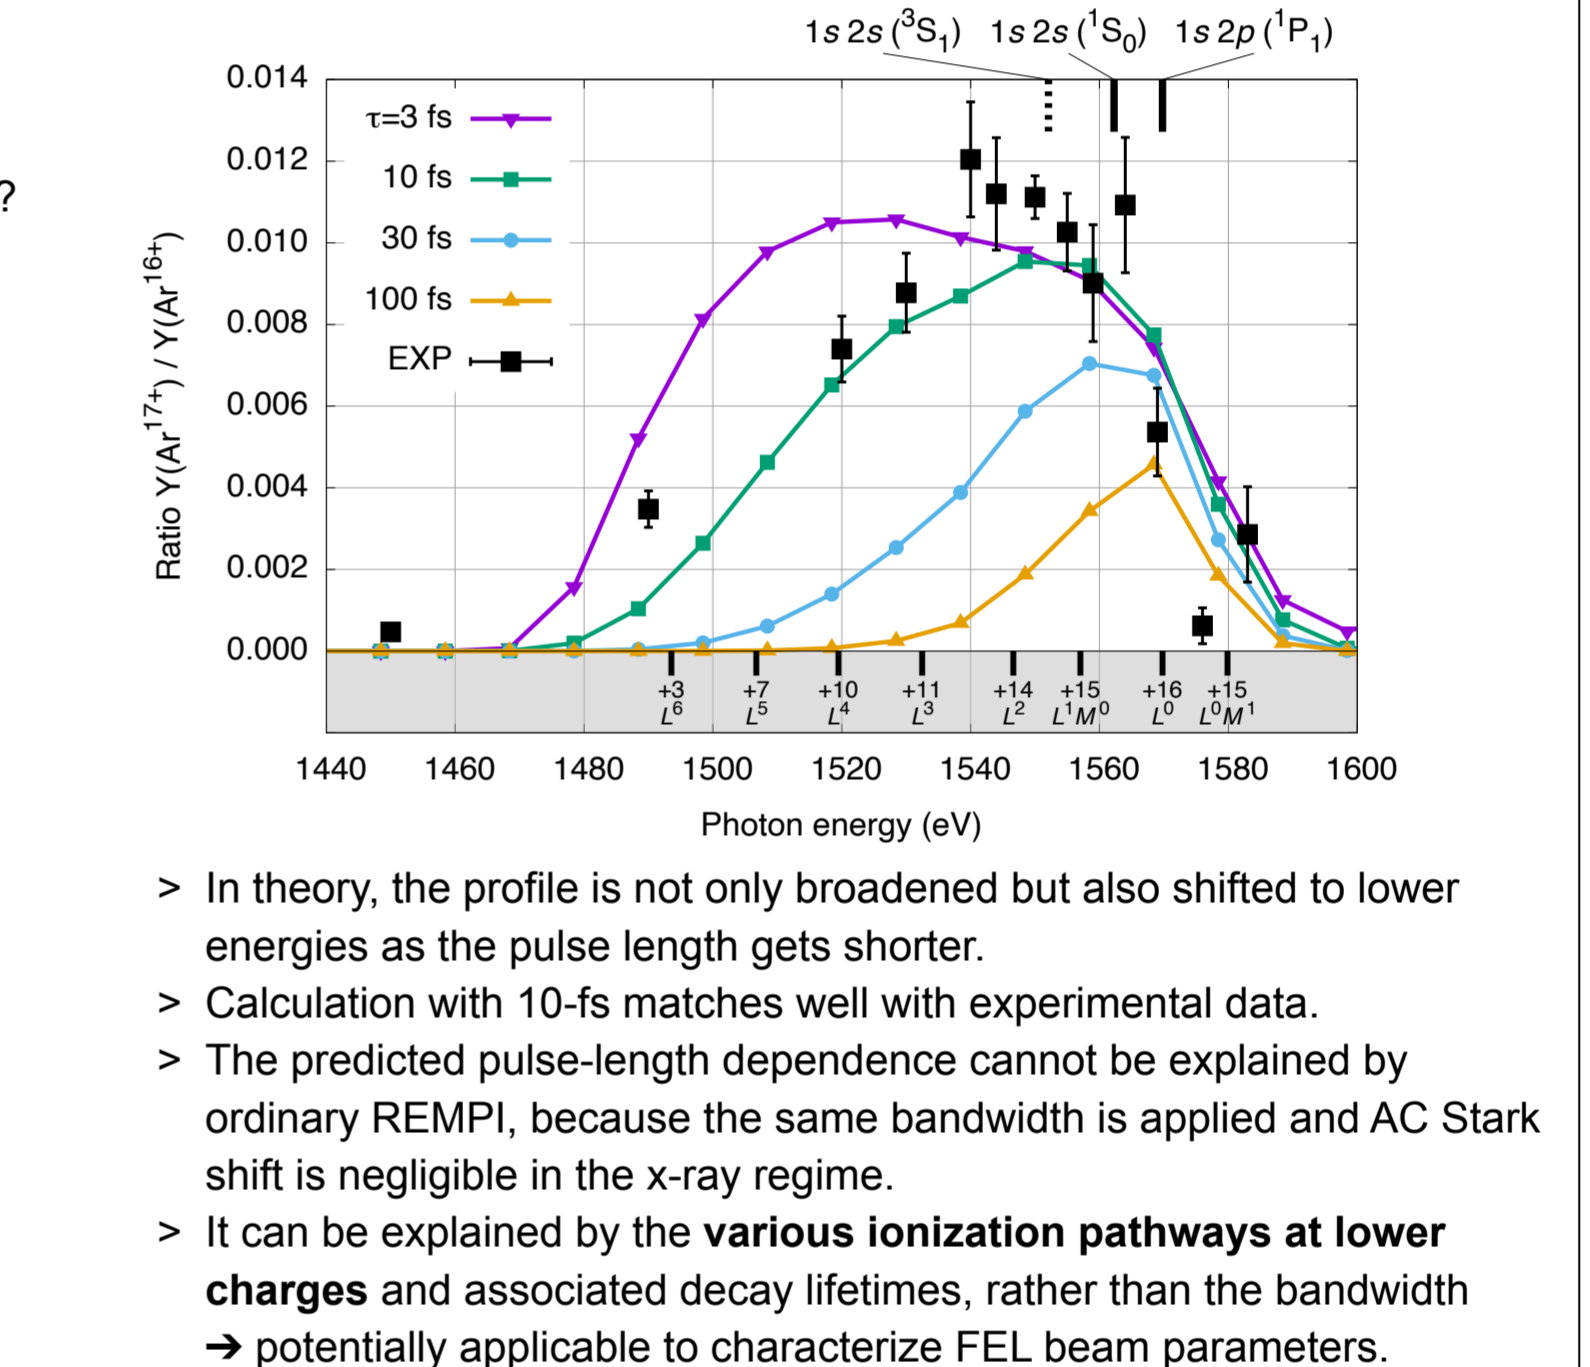 1s 2s (³S₁) 1s 2s (¹S₀) 1s 2p (¹P₁)
?
0.014
0.012
0.010
0.008
0.006
0.004
0.002
0.000
Ratio Y(Ar¹⁷⁺) / Y(Ar¹⁶⁺)
τ=3 fs
10 fs
30 fs
100 fs
EXP
+3 +7 +10 +11 +14 +15 +16 +15
L⁶ L⁵ L⁴ L³ L² L¹M⁰ L⁰ L⁰M¹
1440 1460 1480 1500 1520 1540 1560 1580 1600
Photon energy (eV)
> In theory, the profile is not only broadened but also shifted to lower
energies as the pulse length gets shorter.
> Calculation with 10-fs matches well with experimental data.
> The predicted pulse-length dependence cannot be explained by
ordinary REMPI, because the same bandwidth is applied and AC Stark
shift is negligible in the x-ray regime.
> It can be explained by the various ionization pathways at lower
charges and associated decay lifetimes, rather than the bandwidth
➔ potentially applicable to characterize FEL beam parameters.